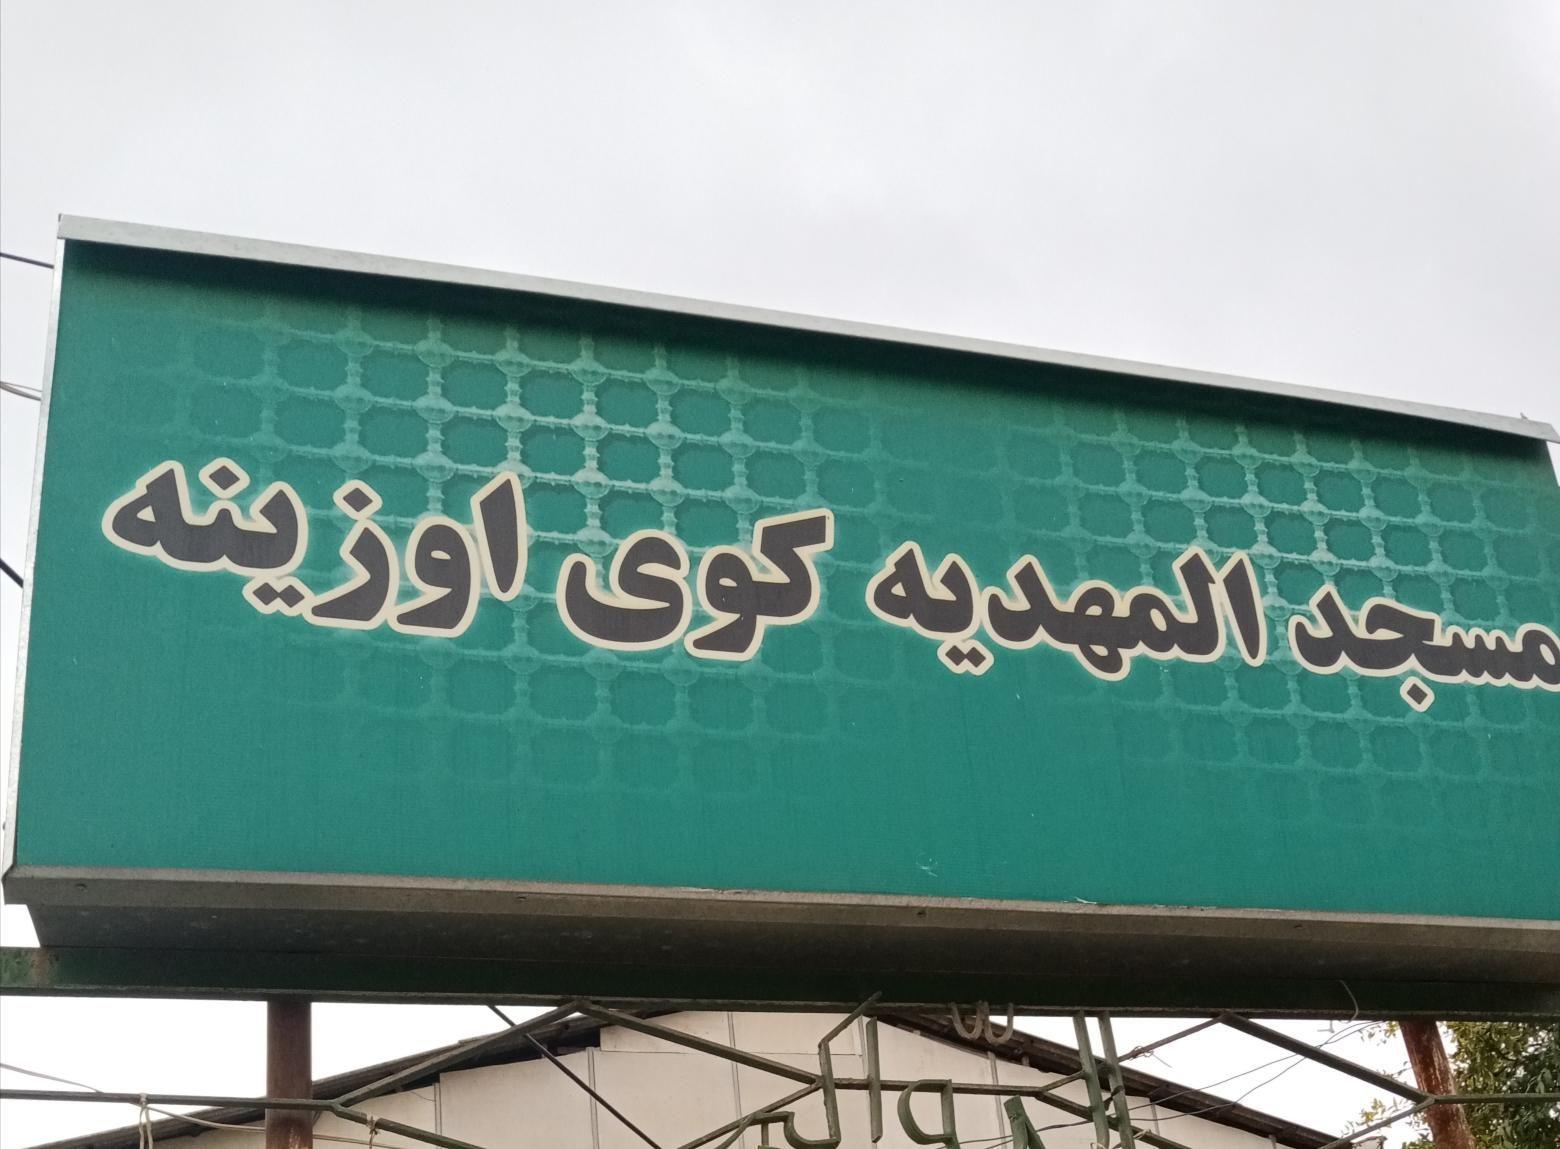 مسجد المهدیه کوی اوزینه